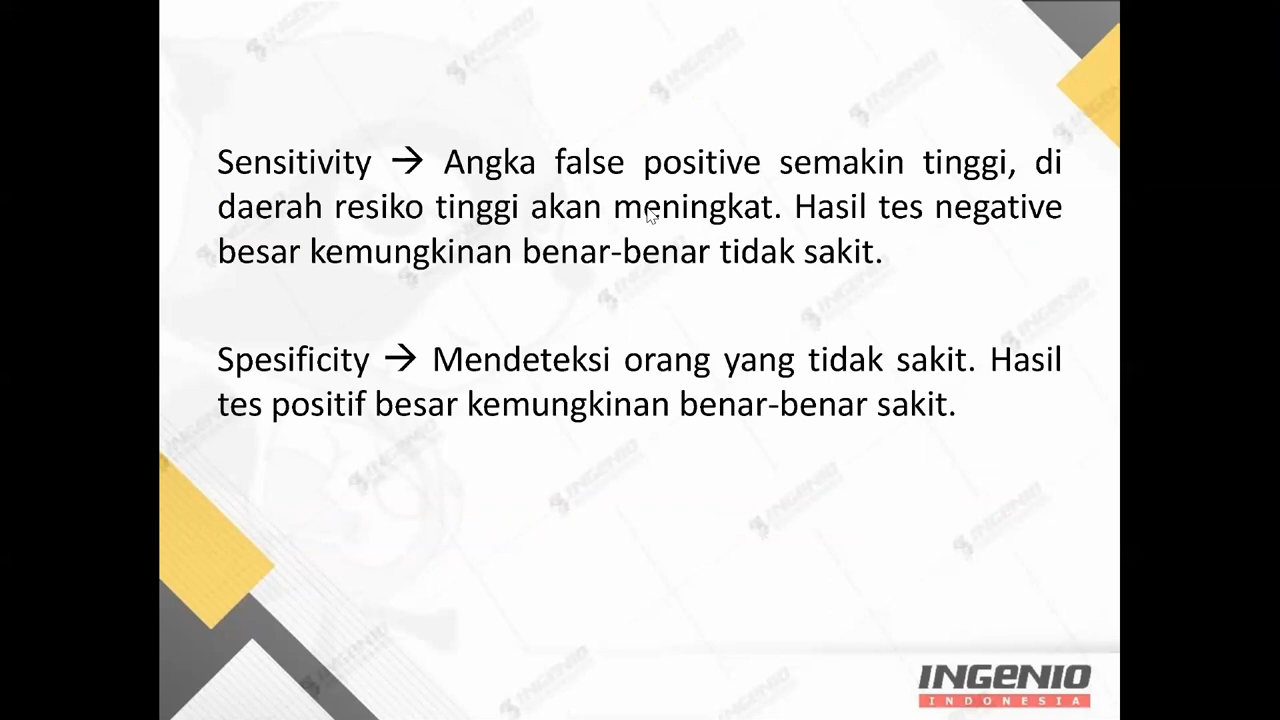 Sensitivity → Angka false positive semakin tinggi, di
daerah resiko tinggi akan meningkat. Hasil tes negative
besar kemungkinan benar-benar tidak sakit.
Spesificity → Mendeteksi orang yang tidak sakit. Hasil
tes positif besar kemungkinan benar-benar sakit.
INGENIO
INDONESIA